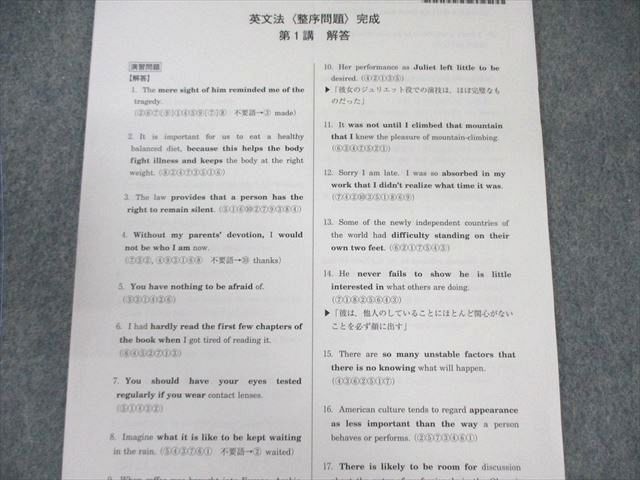 英文法〈整序問題〉完成
第1講　解答
演習問題
【解答】
1. The mere sight of him reminded me of the
tragedy.
不要語→③ made)
2. It is important for us to eat a healthy
balanced diet, because this helps the body
fight illness and keeps the body at the right
weight. (⑧②④⑦③⑤①⑥)
3. The law provides that a person has the
right to remain silent. (⑤①⑥⑩②⑦⑨③⑧④)
4. Without my parents' devotion, I would
not be who I am now.
(⑦③②, ④⑨③①⑥⑧　不要語→⑩ thanks)
5. You have nothing to be afraid of.
(⑤③①④②⑥)
6. I had hardly read the first few chapters of
the book when I got tired of reading it.
(⑥④⑤②⑦①③)
7. You should have your eyes tested
regularly if you wear contact lenses.
(⑤①④③②)
8. Imagine what it is like to be kept waiting
in the rain. (⑤④③⑦⑥①　不要語→② waited)
10. Her performance as Juliet left little to be
desired. (④②①③⑤)
▶「彼女のジュリエット役での演技は、ほぼ完璧なも
のだった」
11. It was not until I climbed that mountain
that I knew the pleasure of mountain-climbing.
(⑥③④⑦⑤②①)
12. Sorry I am late. I was so absorbed in my
work that I didn't realize what time it was.
(⑦④②⑩③⑤①⑧⑥⑨)
13. Some of the newly independent countries of
the world had difficulty standing on their
own two feet. (⑥②①⑦⑤④③)
14. He never fails to show he is little
interested in what others are doing.
(⑦①⑧②⑤⑥④③)
▶「彼は、他人のしていることにほとんど関心がない
ことを必ず顔に出す」
15. There are so many unstable factors that
there is no knowing what will happen.
(④③⑥②⑤①⑦)
16. American culture tends to regard appearance
as less important than the way a person
behaves or performs. (②⑤⑦③④⑥①)
17. There is likely to be room for discussion